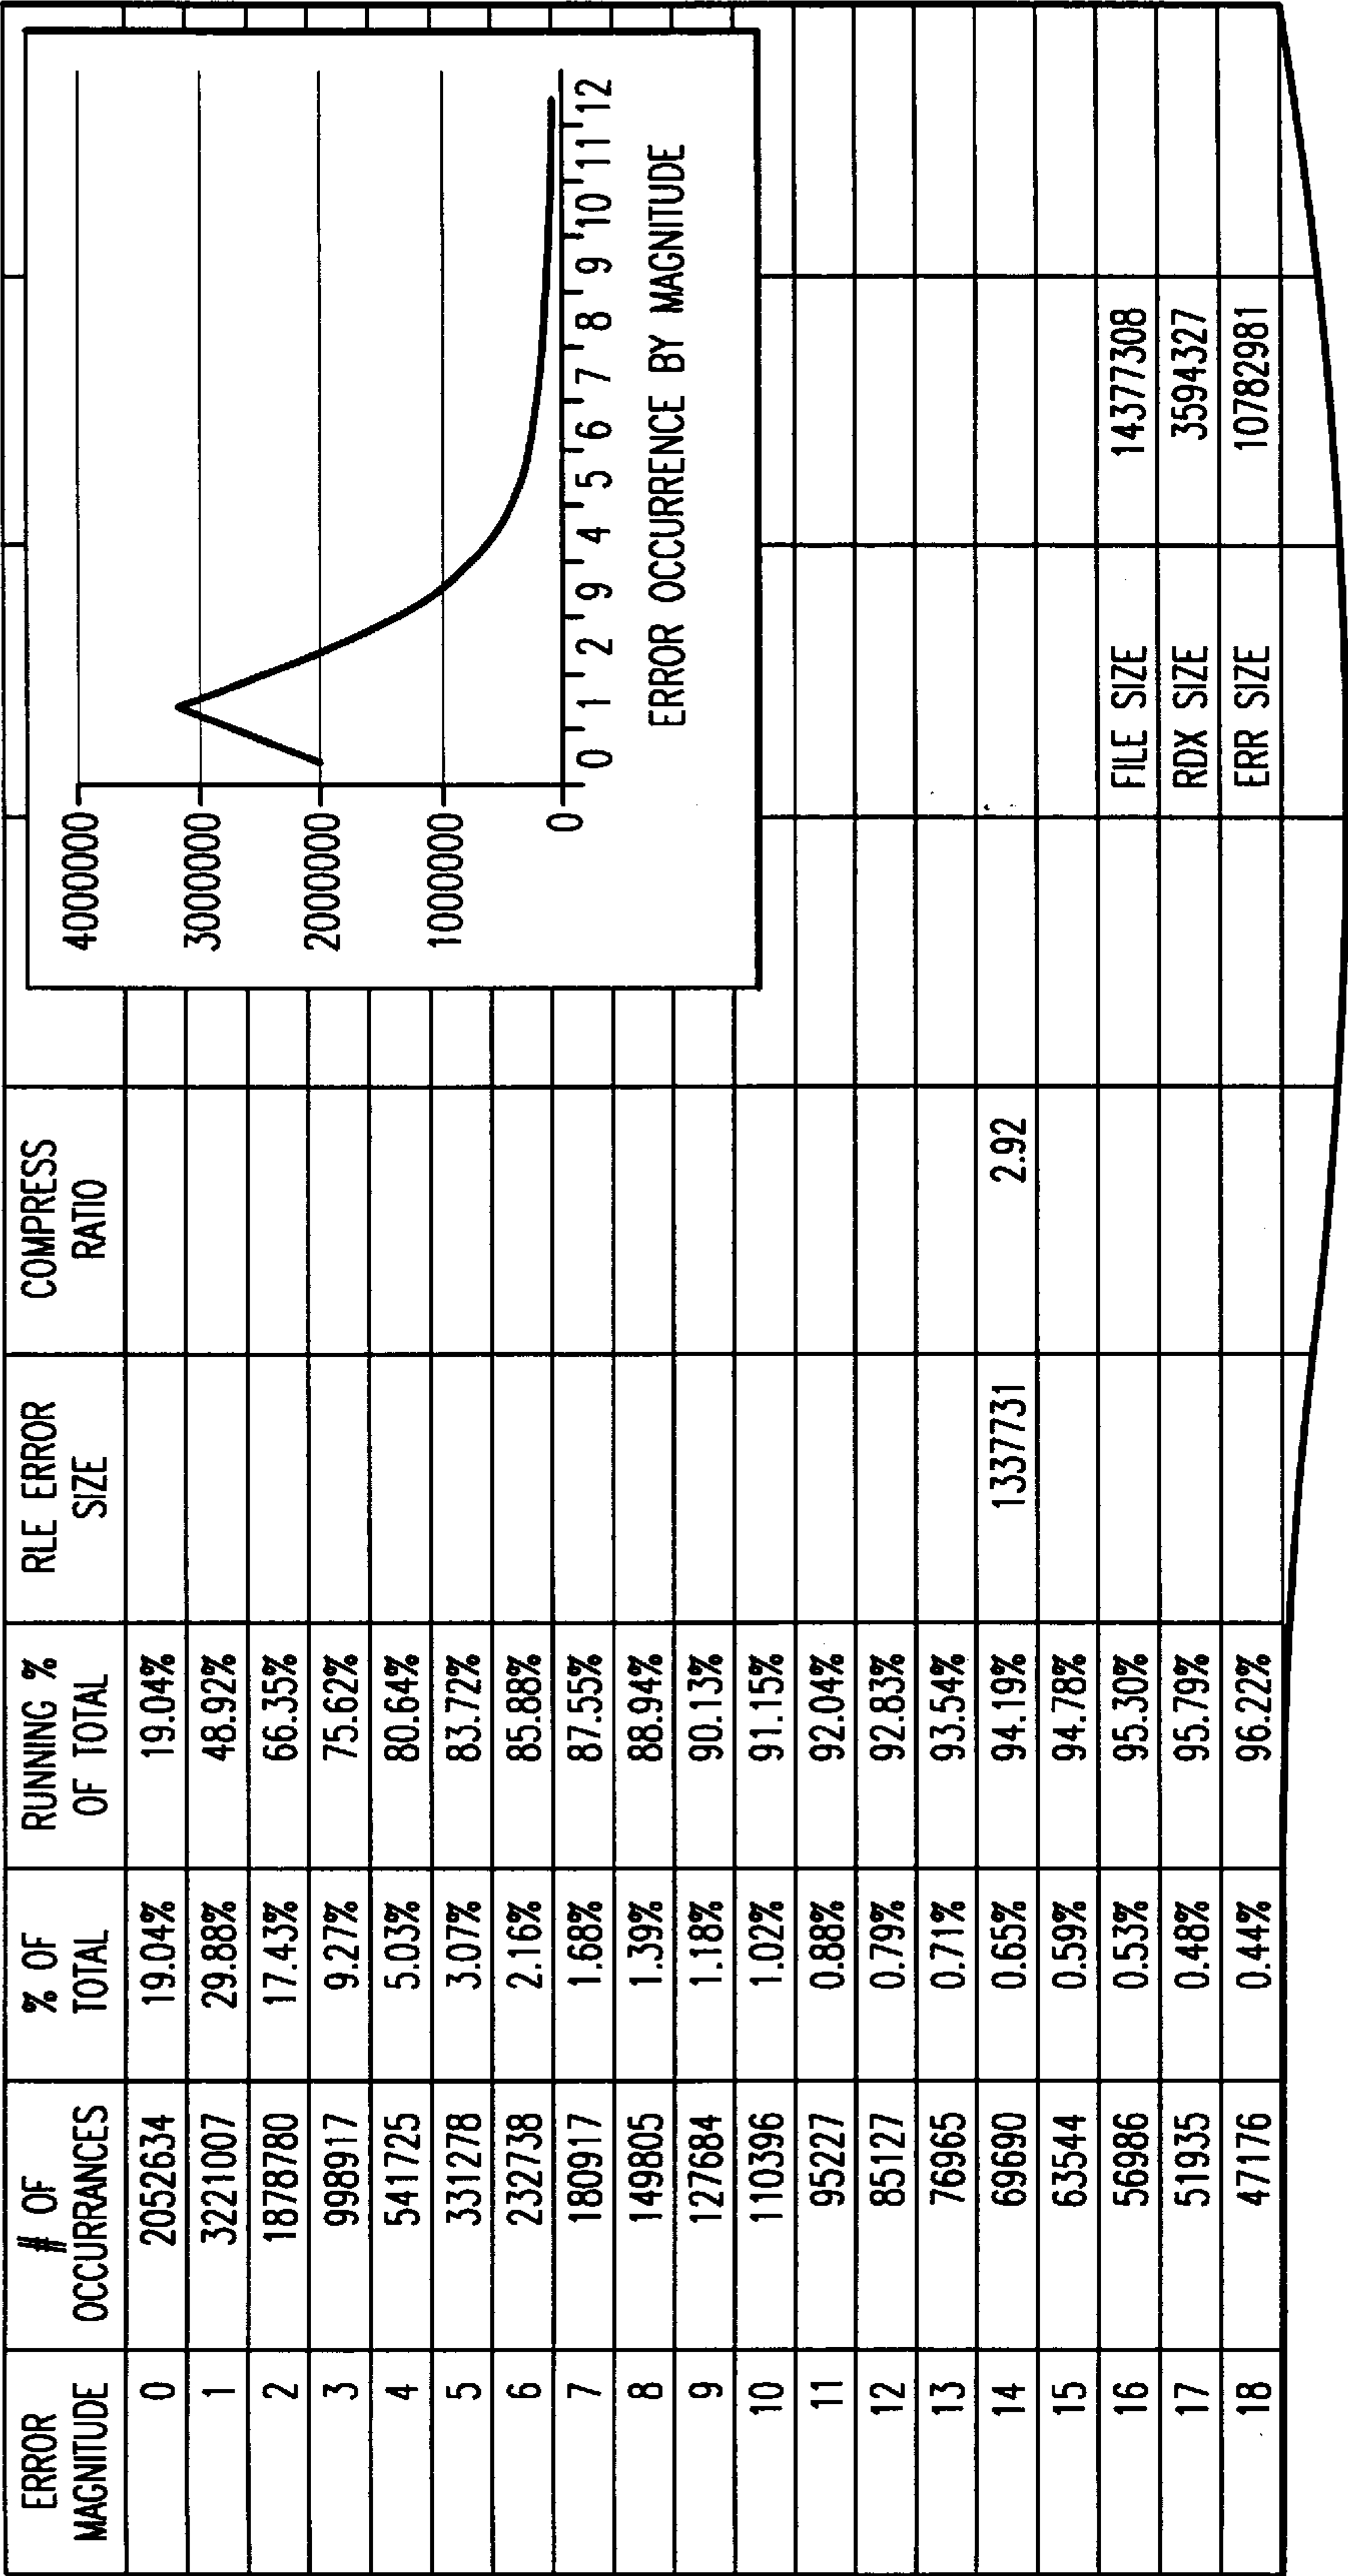 ERROR MAGNITUDE # OF OCCURRANCES % OF TOTAL RUNNING % OF TOTAL RLE ERROR SIZE COMPRESS RATIO
0 2052634 19.04% 19.04%
1 3221007 29.88% 48.92%
2 1878780 17.43% 66.35%
3 998917 9.27% 75.62%
4 541725 5.03% 80.64%
5 331278 3.07% 83.72%
6 232738 2.16% 85.88%
7 180917 1.68% 87.55%
8 149805 1.39% 88.94%
9 127684 1.18% 90.13%
10 110396 1.02% 91.15%
11 95227 0.88% 92.04%
12 85127 0.79% 92.83%
13 76965 0.71% 93.54%
14 69690 0.65% 94.19% 1337731 2.92
15 63544 0.59% 94.78%
16 56986 0.53% 95.30% FILE SIZE 14377308
17 51935 0.48% 95.79% RDX SIZE 3594327
18 47176 0.44% 96.22% ERR SIZE 10782981
4000000
3000000
2000000
1000000
0
0 1 2 9 4 5 6 7 8 9 10 11 12
ERROR OCCURRENCE BY MAGNITUDE